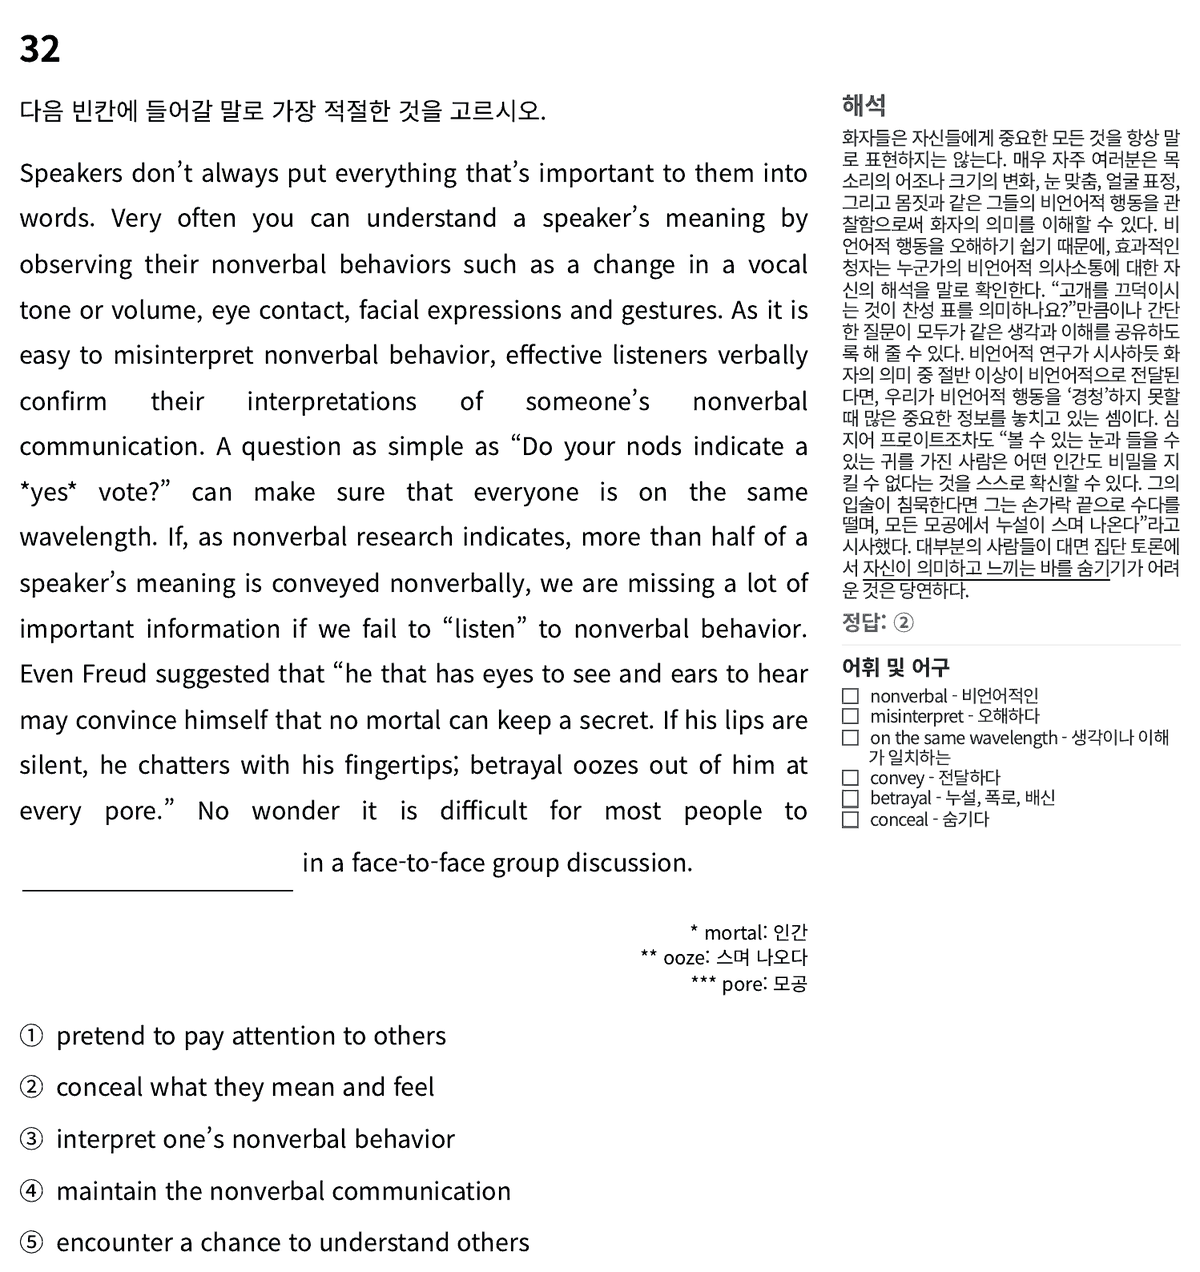 32
다음 빈칸에 들어갈 말로 가장 적절한 것을 고르시오.
Speakers don’t always put everything that’s important to them into
words. Very often you can understand a speaker’s meaning by
observing their nonverbal behaviors such as a change in a vocal
tone or volume, eye contact, facial expressions and gestures. As it is
easy to misinterpret nonverbal behavior, effective listeners verbally
confirm their interpretations of someone’s nonverbal
communication. A question as simple as “Do your nods indicate a
*yes* vote?” can make sure that everyone is on the same
wavelength. If, as nonverbal research indicates, more than half of a
speaker’s meaning is conveyed nonverbally, we are missing a lot of
important information if we fail to “listen” to nonverbal behavior.
Even Freud suggested that “he that has eyes to see and ears to hear
may convince himself that no mortal can keep a secret. If his lips are
silent, he chatters with his fingertips; betrayal oozes out of him at
every pore.” No wonder it is difficult for most people to
in a face-to-face group discussion.
* mortal: 인간
** ooze: 스며 나오다
*** pore: 모공
① pretend to pay attention to others
② conceal what they mean and feel
③ interpret one’s nonverbal behavior
④ maintain the nonverbal communication
⑤ encounter a chance to understand others
해석
화자들은 자신들에게 중요한 모든 것을 항상 말
로 표현하지는 않는다. 매우 자주 여러분은 목
소리의 어조나 크기의 변화, 눈 맞춤, 얼굴 표정,
그리고 몸짓과 같은 그들의 비언어적 행동을 관
찰함으로써 화자의 의미를 이해할 수 있다. 비
언어적 행동을 오해하기 쉽기 때문에, 효과적인
청자는 누군가의 비언어적 의사소통에 대한 자
신의 해석을 말로 확인한다. “고개를 끄덕이시
는 것이 찬성 표를 의미하나요?”만큼이나 간단
한 질문이 모두가 같은 생각과 이해를 공유하도
록 해 줄 수 있다. 비언어적 연구가 시사하듯 화
자의 의미 중 절반 이상이 비언어적으로 전달된
다면, 우리가 비언어적 행동을 ‘경청’하지 못할
때 많은 중요한 정보를 놓치고 있는 셈이다. 심
지어 프로이트조차도 “볼 수 있는 눈과 들을 수
있는 귀를 가진 사람은 어떤 인간도 비밀을 지
킬 수 없다는 것을 스스로 확신할 수 있다. 그의
입술이 침묵한다면 그는 손가락 끝으로 수다를
떨며, 모든 모공에서 누설이 스며 나온다”라고
시사했다. 대부분의 사람들이 대면 집단 토론에
서 자신이 의미하고 느끼는 바를 숨기기가 어려
운 것은 당연하다.
정답: ②
어휘 및 어구
nonverbal - 비언어적인
misinterpret - 오해하다
on the same wavelength - 생각이나 이해
가 일치하는
convey - 전달하다
betrayal - 누설, 폭로, 배신
conceal - 숨기다